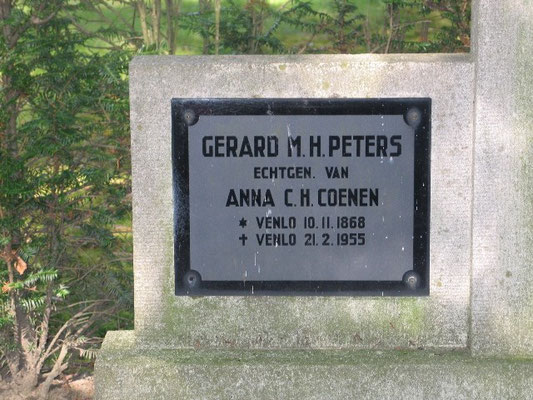 GERARD M.H. PETERS
ECHTGEN. VAN
ANNA C.H. COENEN
* VENLO 10.11.1868
✝ VENLO 21.2.1955